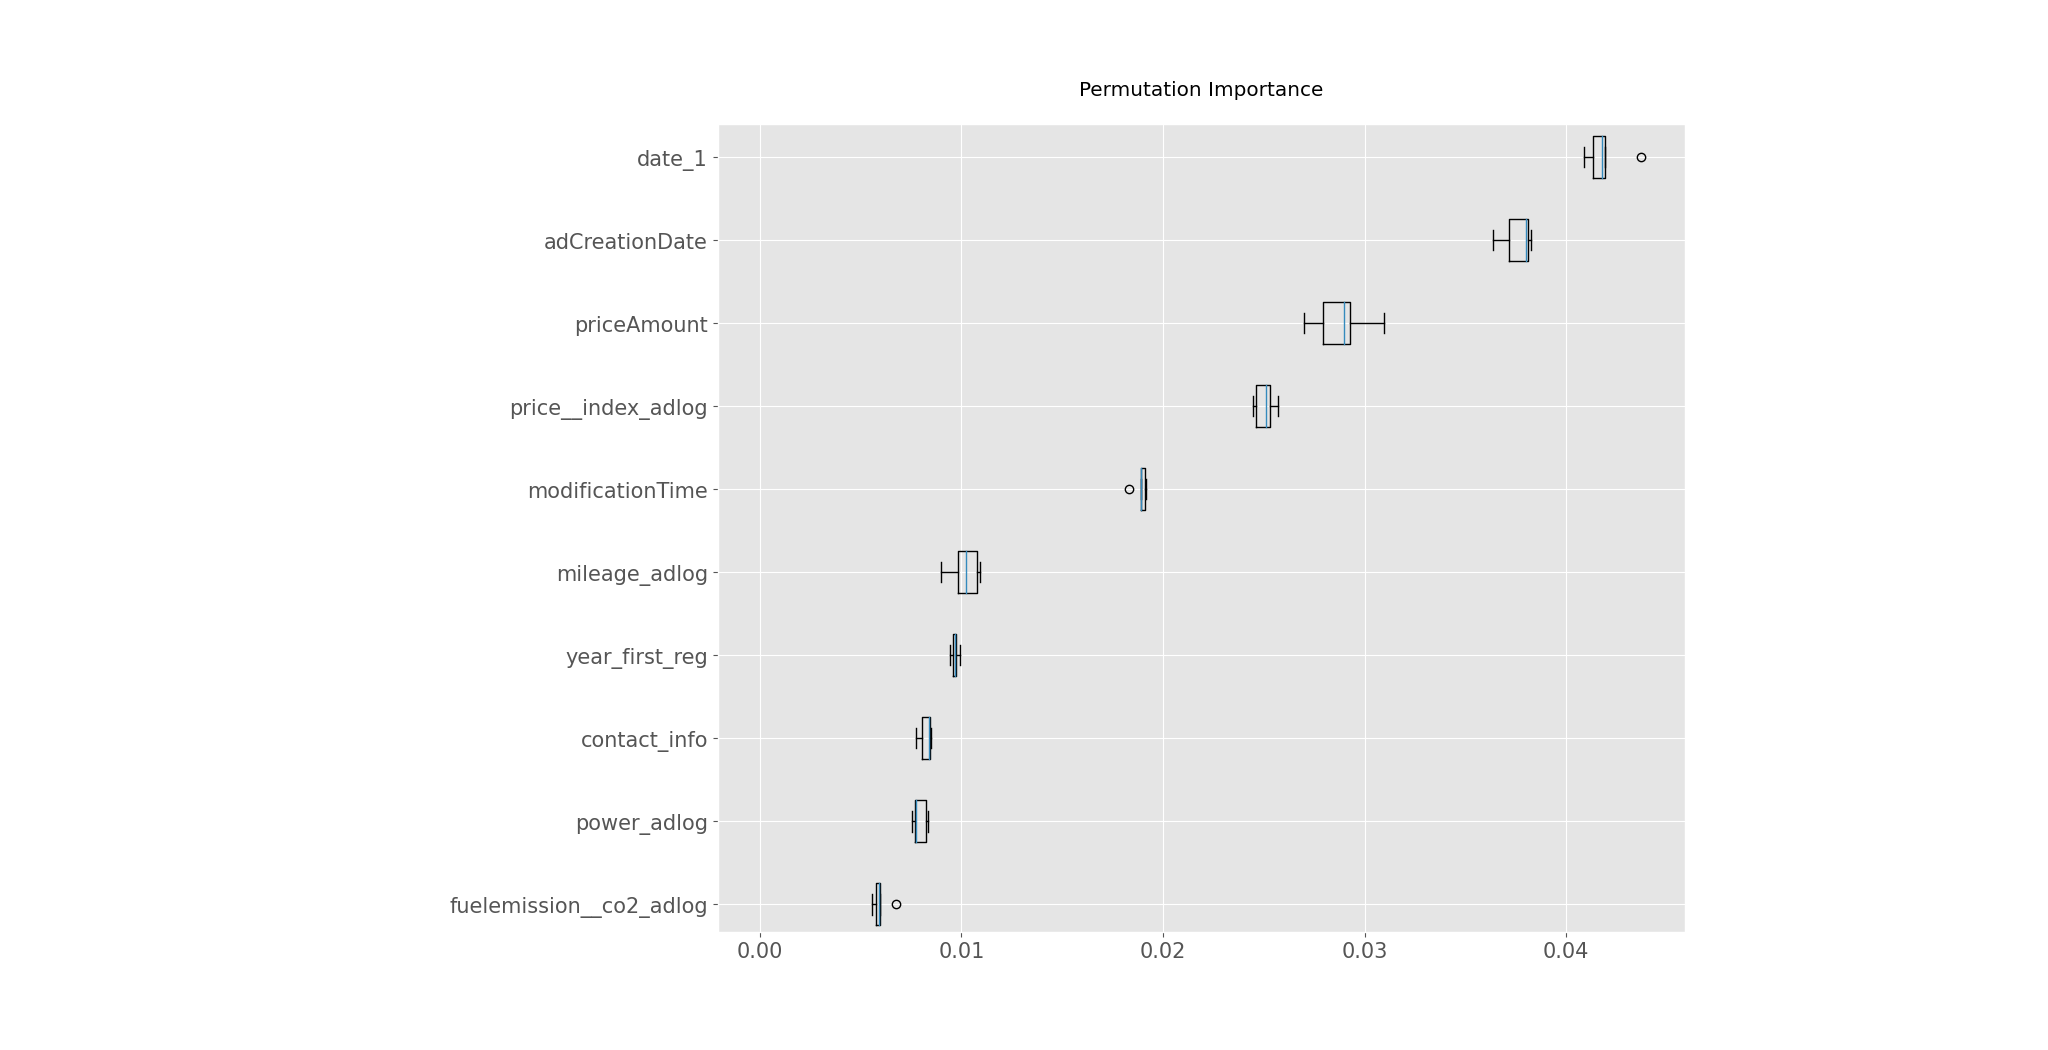 Permutation Importance
date_1
adCreationDate
priceAmount
price__index_adlog
modificationTime
mileage_adlog
year_first_reg
contact_info
power_adlog
fuelemission__co2_adlog
0.00 0.01 0.02 0.03 0.04